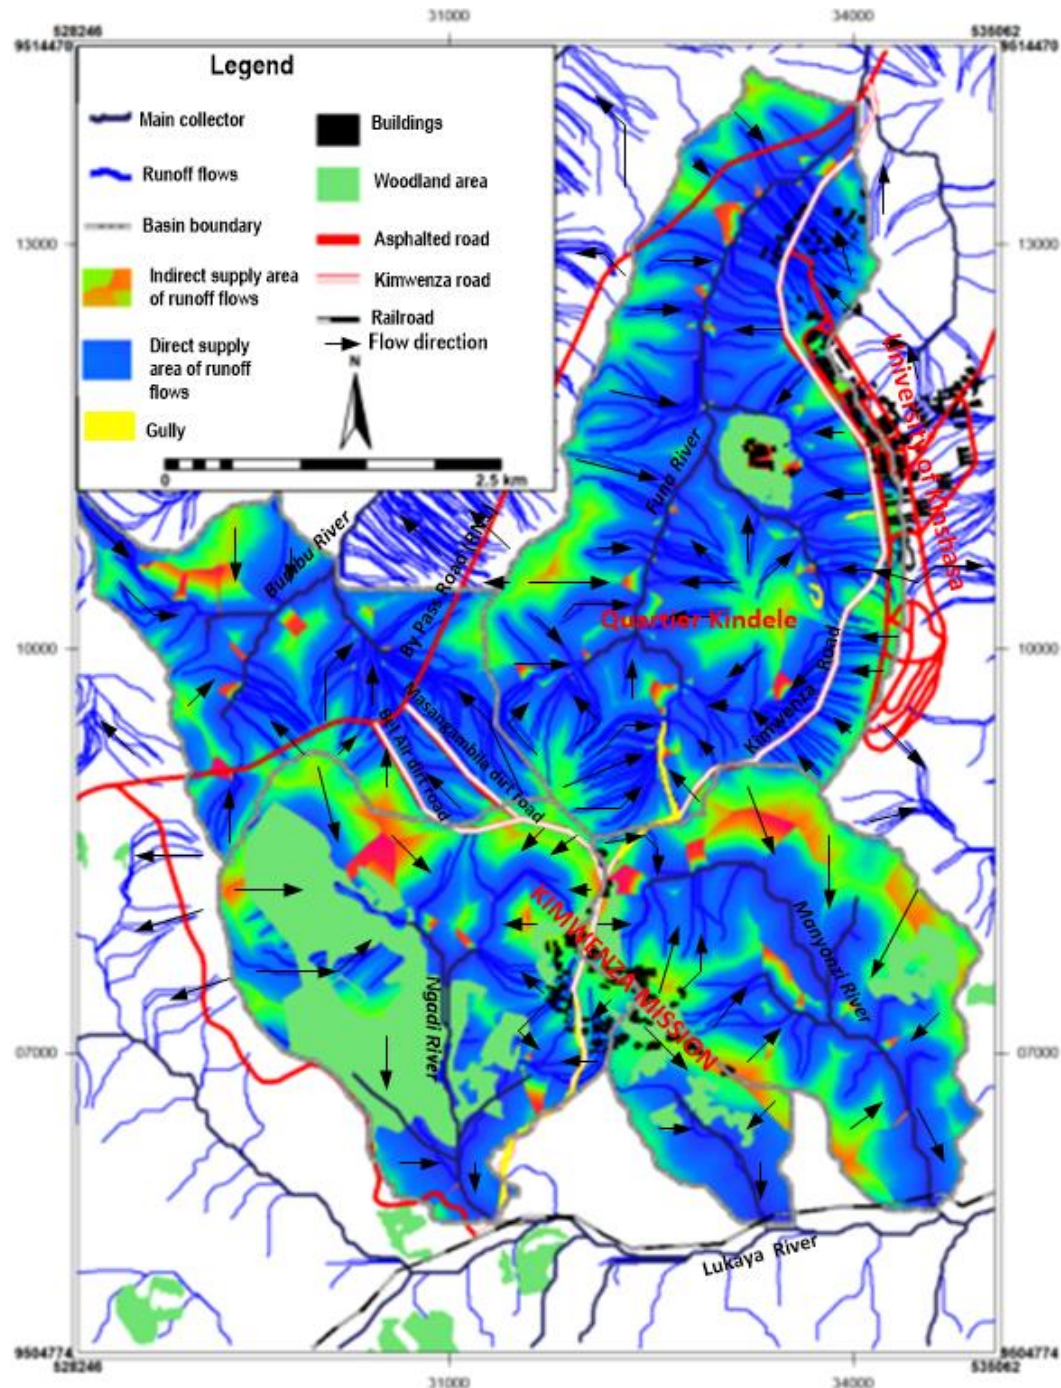 31000
34000
528246
535062
9514470
9514470
Legend
Main collector
Runoff flows
Basin boundary
Indirect supply area
of runoff flows
Direct supply
area of runoff
flows
Gully
Buildings
Woodland area
Asphalted road
Kimwenza road
Railroad
Flow direction
N
0
2.5 km
13000
13000
University of Kinshasa
Funa River
Bumbu River
Quartier Kindele
10000
10000
Kimwenza Road
Masangambila dirt road
Bel Air dirt road
KIMWENZA MISSION
Manyonzi River
Ngadi River
07000
07000
Lukaya River
9504774
528246
535062
31000
34000